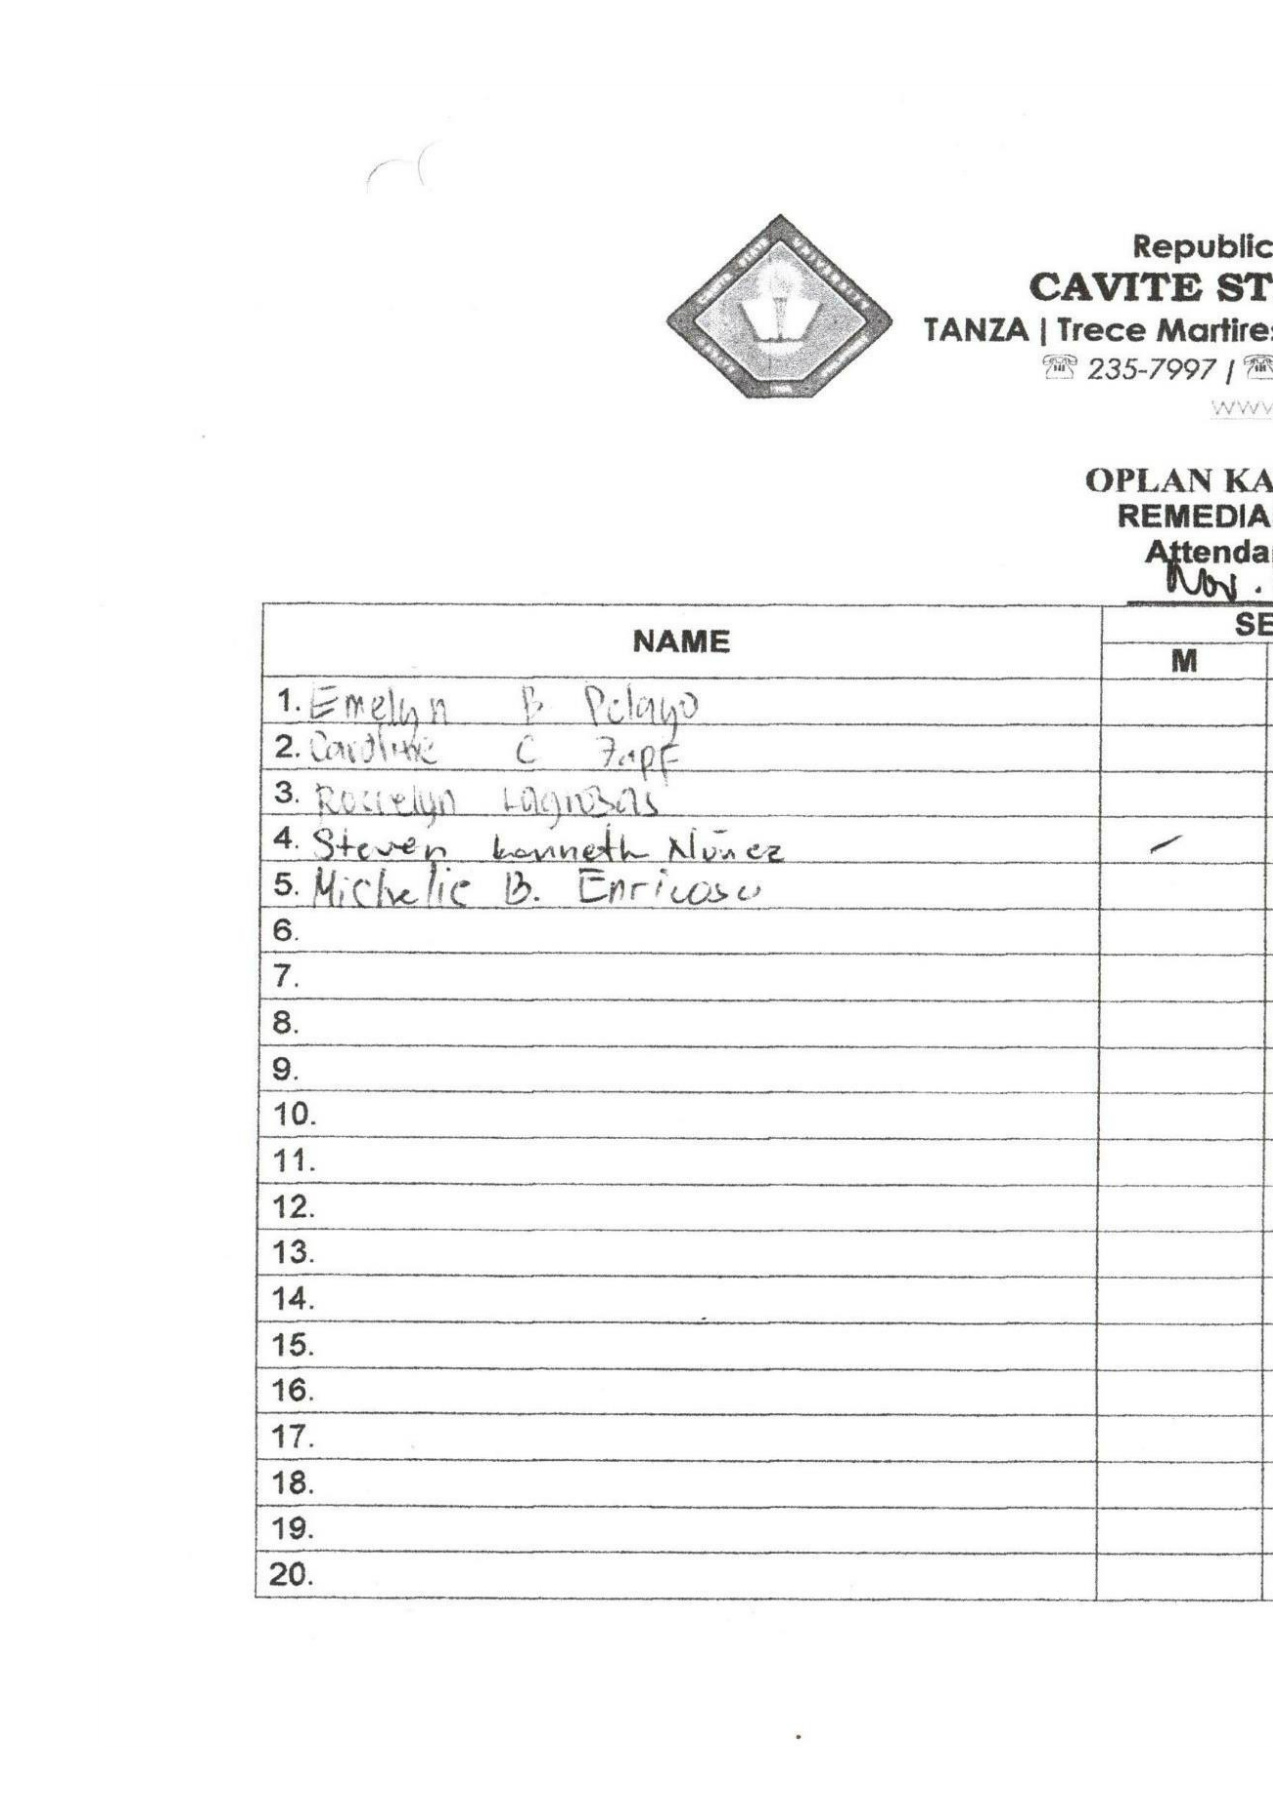 Republic
CAVITE ST
TANZA | Trece Martires
☏ 235-7997 / ☏
www
OPLAN KA
REMEDIA
Attenda
Nov.
NAME
SE
M
1. Emelyn B Pelayo
2. Caroline C Zapf
3. Roccelyn Lagrosas
4. Steven Kenneth Núñez
5. Michelle B. Enricoso
6.
7.
8.
9.
10.
11.
12.
13.
14.
15.
16.
17.
18.
19.
20.